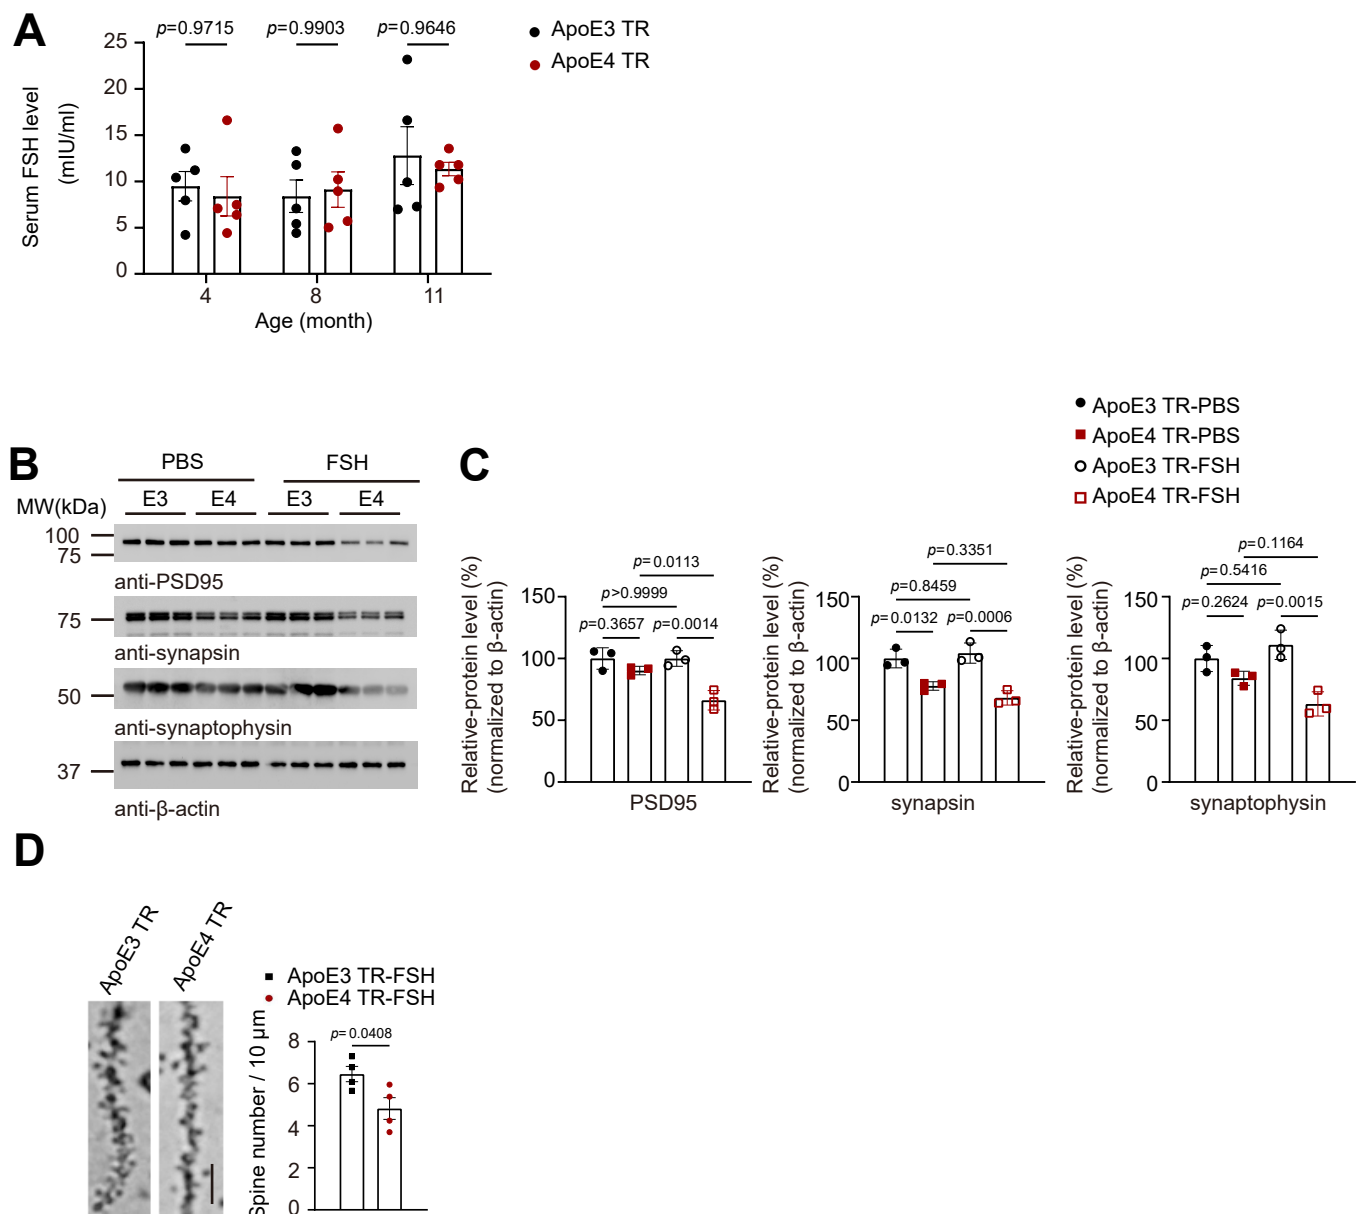 A
p=0.9715
p=0.9903
p=0.9646
ApoE3 TR
ApoE4 TR
Serum FSH level
(mIU/ml)
25
20
15
10
5
0
4
8
11
Age (month)
B
PBS
FSH
MW(kDa)
E3
E4
E3
E4
100
75
anti-PSD95
75
anti-synapsin
50
anti-synaptophysin
37
anti-β-actin
C
ApoE3 TR-PBS
ApoE4 TR-PBS
ApoE3 TR-FSH
ApoE4 TR-FSH
Relative-protein level (%)
(normalized to β-actin)
150
100
50
0
p=0.0113
p>0.9999
p=0.3657
p=0.0014
PSD95
Relative-protein level (%)
(normalized to β-actin)
150
100
50
0
p=0.3351
p=0.8459
p=0.0132
p=0.0006
synapsin
Relative-protein level (%)
(normalized to β-actin)
150
100
50
0
p=0.1164
p=0.5416
p=0.2624
p=0.0015
synaptophysin
D
ApoE3 TR
ApoE4 TR
ApoE3 TR-FSH
ApoE4 TR-FSH
Spine number / 10 μm
8
6
4
2
0
p=0.0408